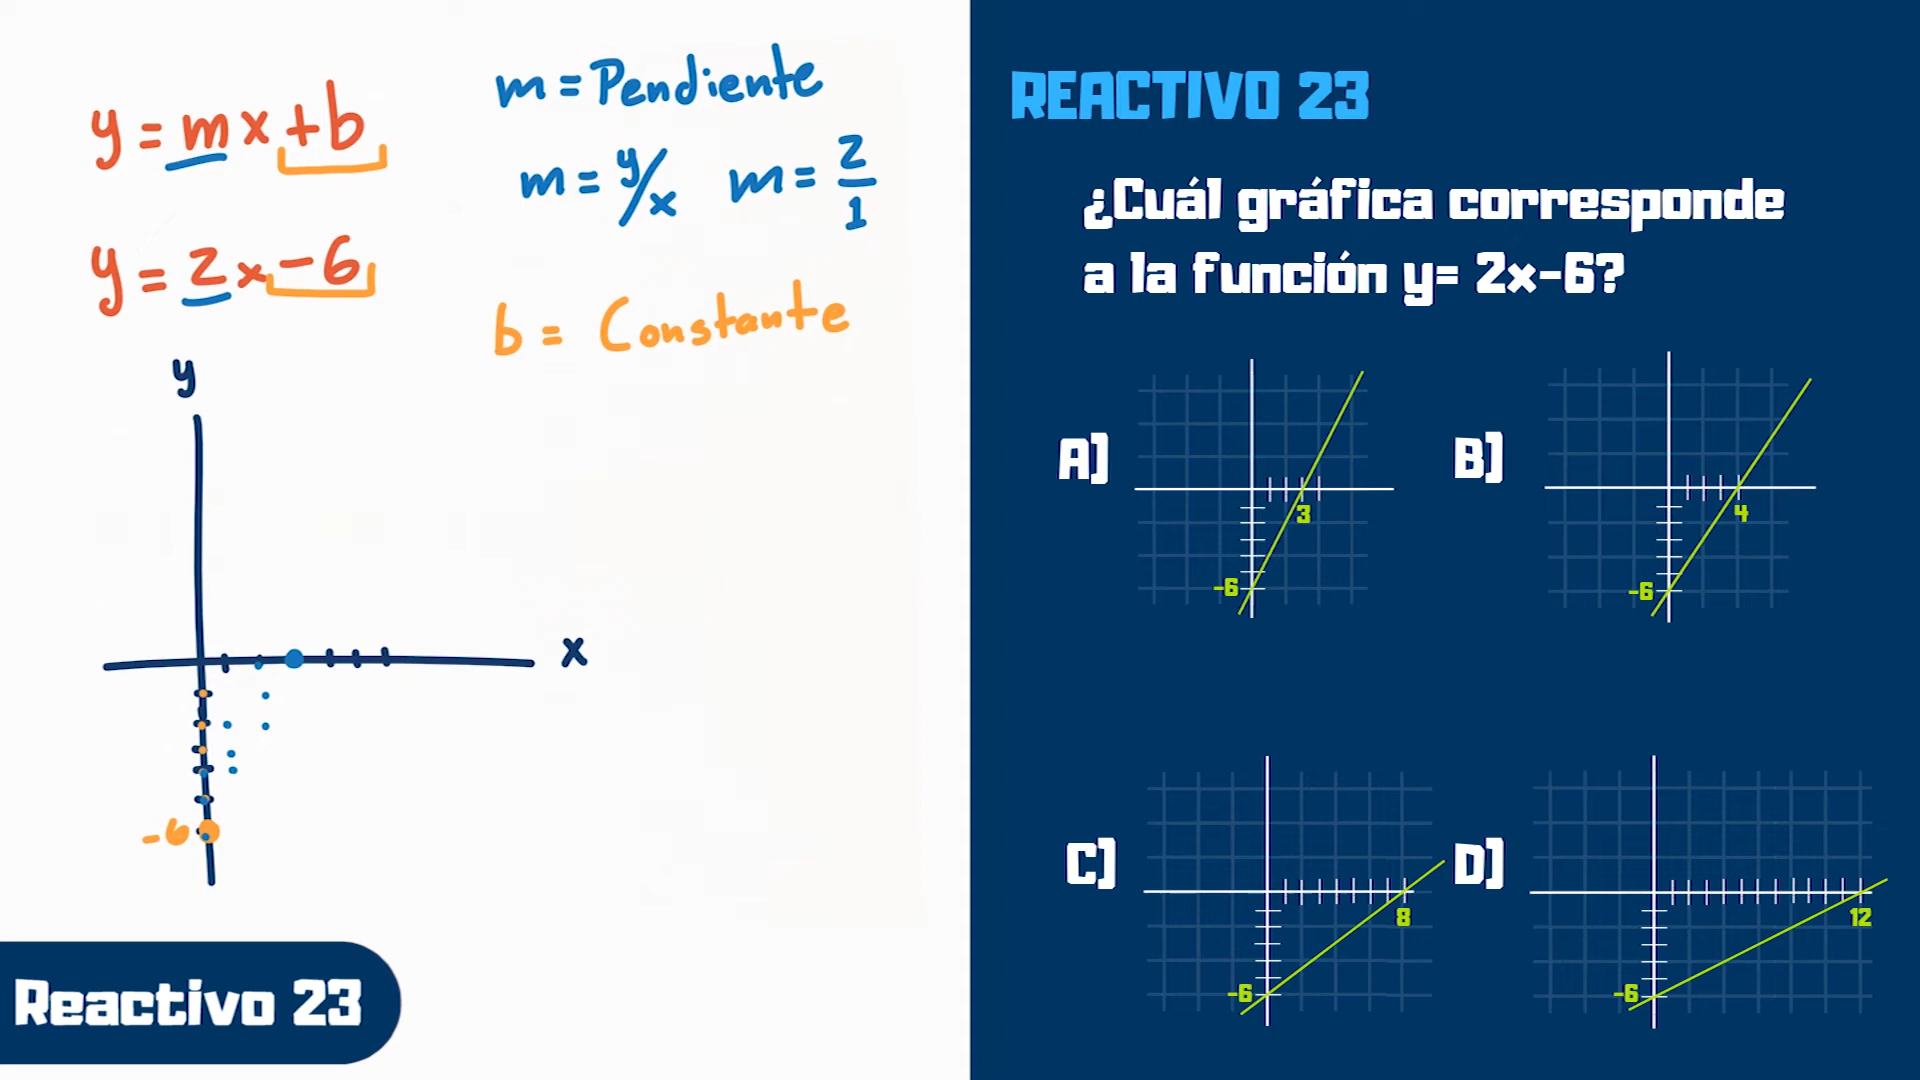 y = mx + b
m = Pendiente
m = y/x m = 2/1
y = 2x - 6
b = Constante
y
x
-6
Reactivo 23
REACTIVO 23
¿Cuál gráfica corresponde
a la función y= 2x-6?
A]
3
-6
B]
4
-6
C]
8
-6
D]
12
-6